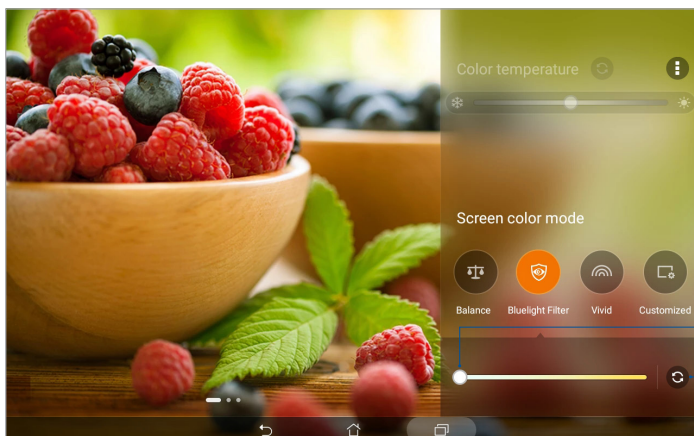 Color temperature
Screen color mode
Balance
Bluelight Filter
Vivid
Customized